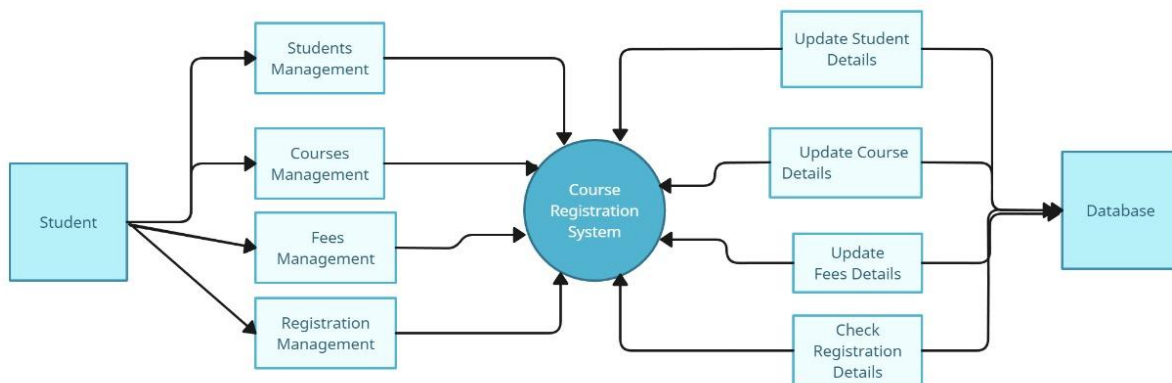 Student
Students
Management
Courses
Management
Fees
Management
Registration
Management
Course
Registration
System
Update Student
Details
Update Course
Details
Update
Fees Details
Check
Registration
Details
Database